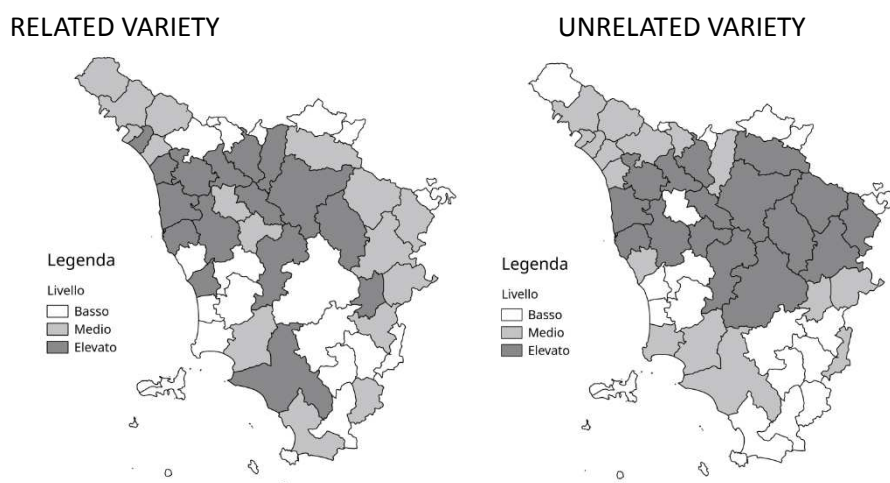 RELATED VARIETY
UNRELATED VARIETY
Legenda
Livello
Basso
Medio
Elevato
Legenda
Livello
Basso
Medio
Elevato